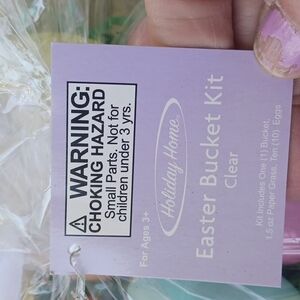 WARNING:
CHOKING HAZARD
Small Parts. Not for
children under 3 yrs.
For Ages 3+
Holiday Home
Easter Bucket Kit
Clear
Kit Includes One (1) Bucket,
1.5 oz Paper Grass, Ten (10) Eggs